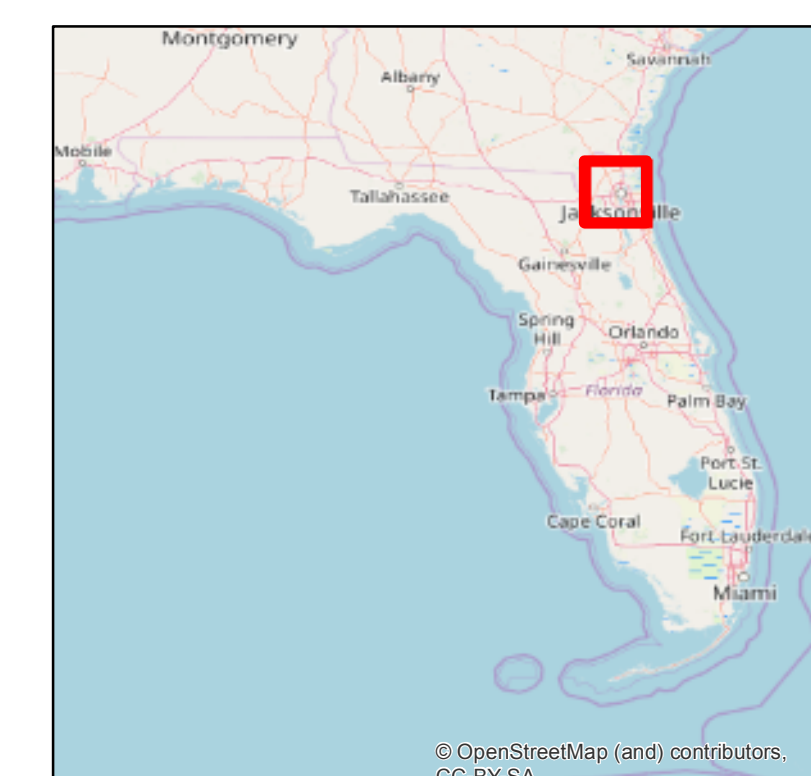 Montgomery
Savannah
Albany
Mobile
Tallahassee
Jacksonville
Gainesville
Spring
Hill
Orlando
Tampa
Florida
Palm Bay
Port St.
Lucie
Cape Coral
Fort Lauderdale
Miami
© OpenStreetMap (and) contributors,
CC-BY-SA